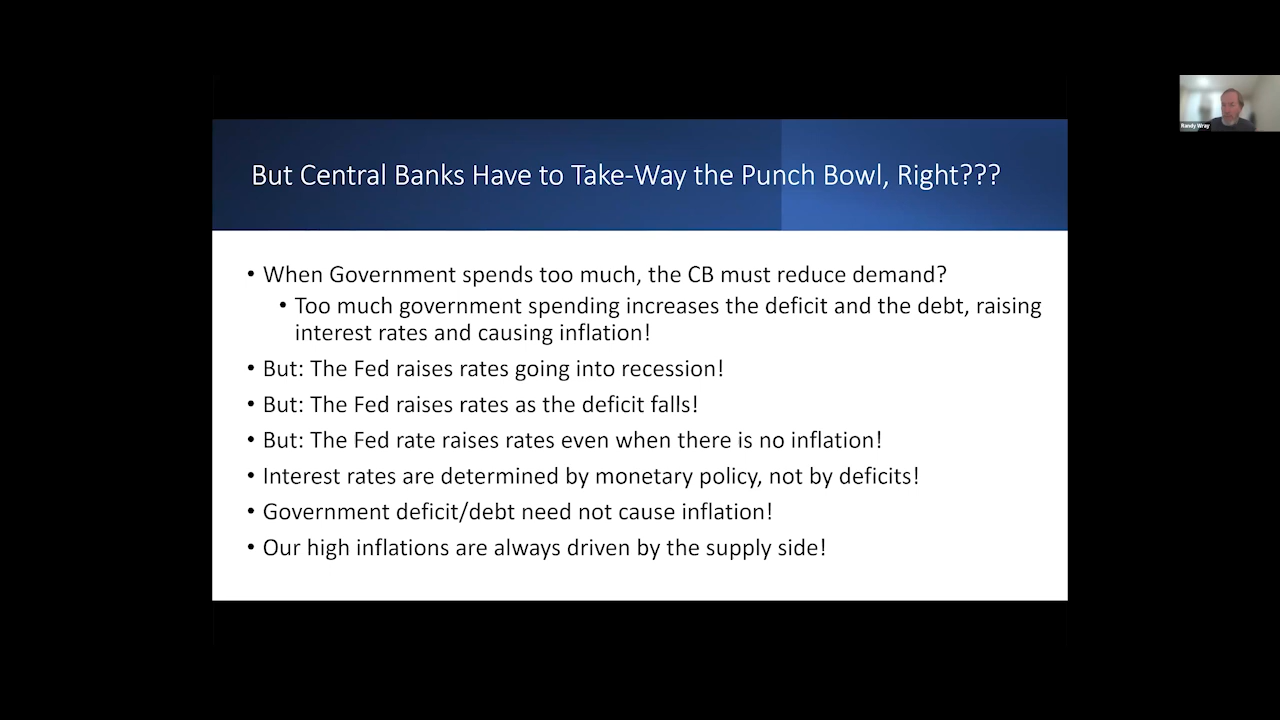 But Central Banks Have to Take-Way the Punch Bowl, Right???
• When Government spends too much, the CB must reduce demand?
• Too much government spending increases the deficit and the debt, raising
interest rates and causing inflation!
• But: The Fed raises rates going into recession!
• But: The Fed raises rates as the deficit falls!
• But: The Fed rate raises rates even when there is no inflation!
• Interest rates are determined by monetary policy, not by deficits!
• Government deficit/debt need not cause inflation!
• Our high inflations are always driven by the supply side!
Randy Wray